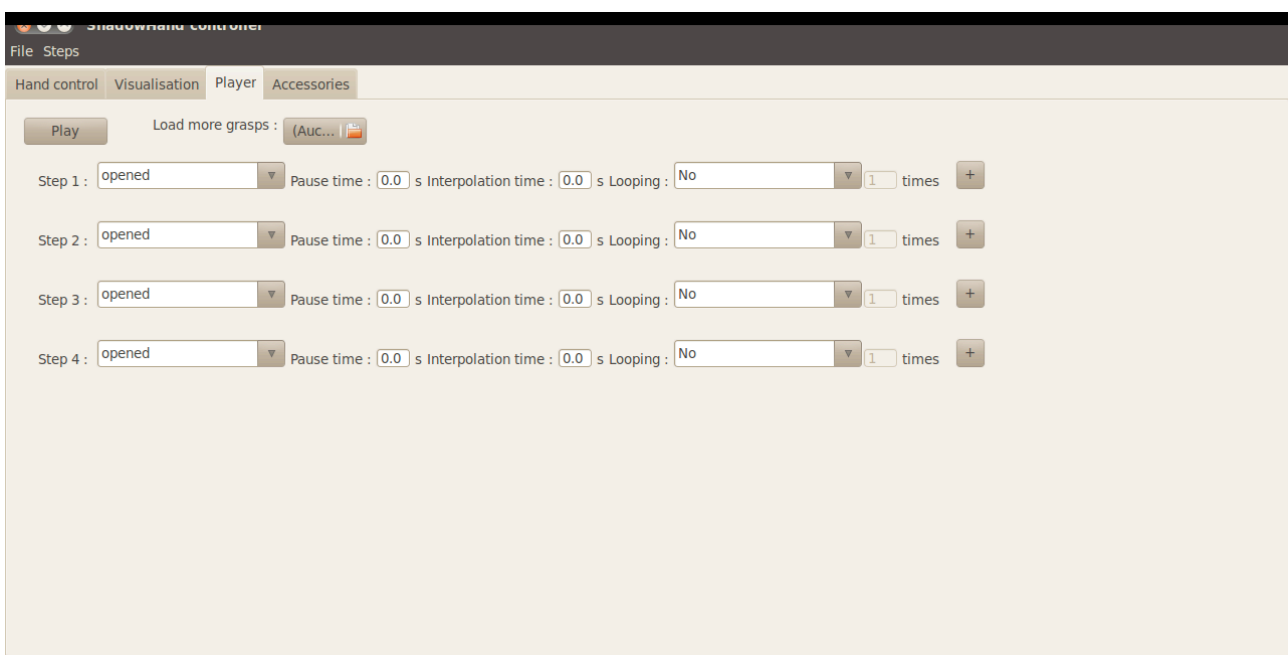 ShadowHand controller
File Steps
Hand control Visualisation Player Accessories
Play Load more grasps : (Auc...
Step 1 : opened Pause time : 0.0 s Interpolation time : 0.0 s Looping : No 1 times +
Step 2 : opened Pause time : 0.0 s Interpolation time : 0.0 s Looping : No 1 times +
Step 3 : opened Pause time : 0.0 s Interpolation time : 0.0 s Looping : No 1 times +
Step 4 : opened Pause time : 0.0 s Interpolation time : 0.0 s Looping : No 1 times +